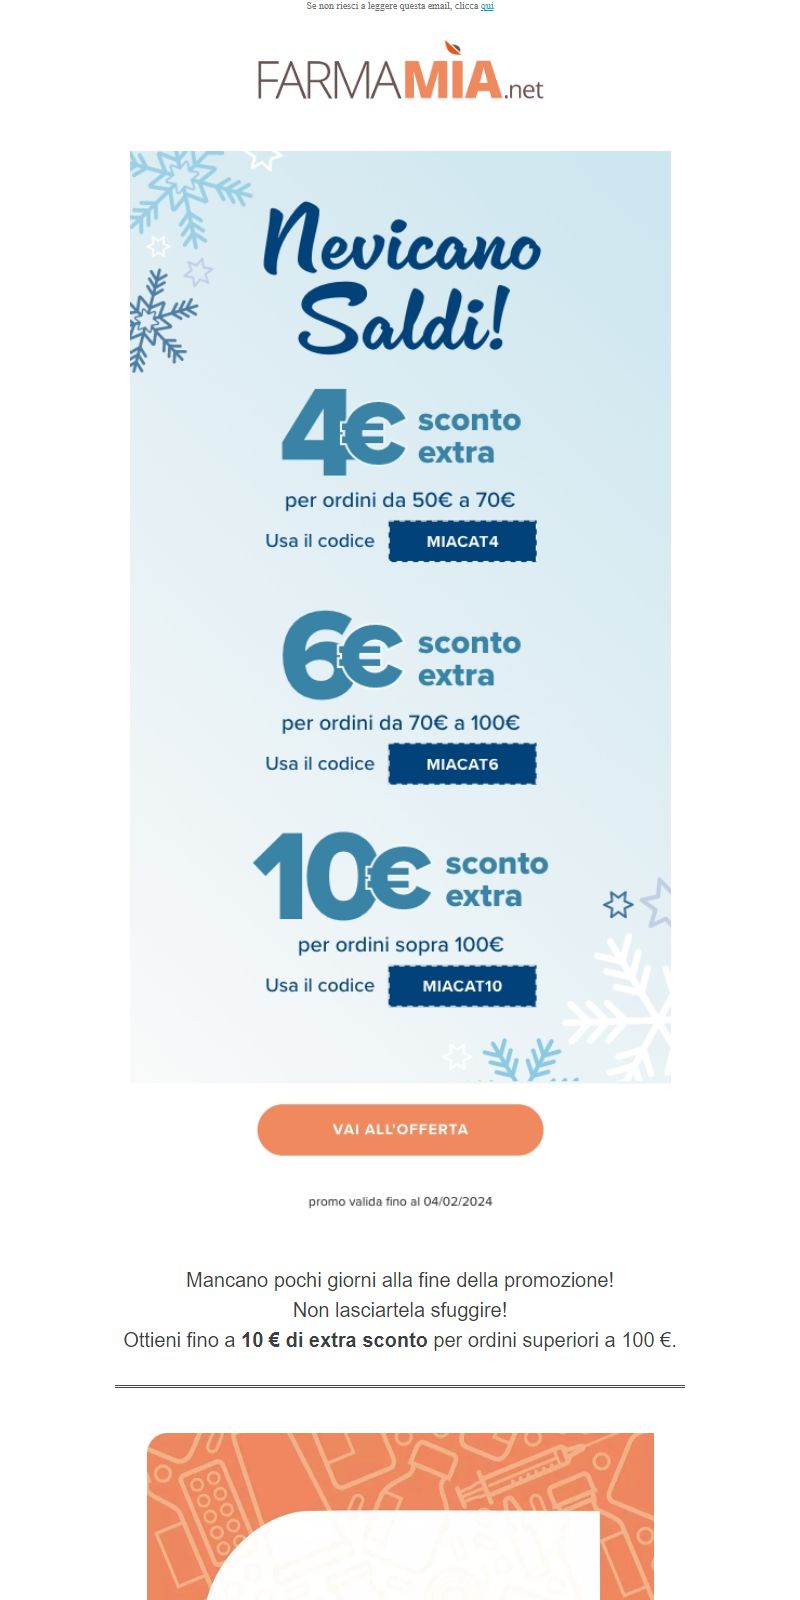 Se non riesci a leggere questa email, clicca qui
FARMAMÌA.net
Nevicano
Saldi!
4€ sconto
extra
per ordini da 50€ a 70€
Usa il codice MIACAT4
6€ sconto
extra
per ordini da 70€ a 100€
Usa il codice MIACAT6
10€ sconto
extra
per ordini sopra 100€
Usa il codice MIACAT10
VAI ALL'OFFERTA
promo valida fino al 04/02/2024
Mancano pochi giorni alla fine della promozione!
Non lasciartela sfuggire!
Ottieni fino a 10 € di extra sconto per ordini superiori a 100 €.